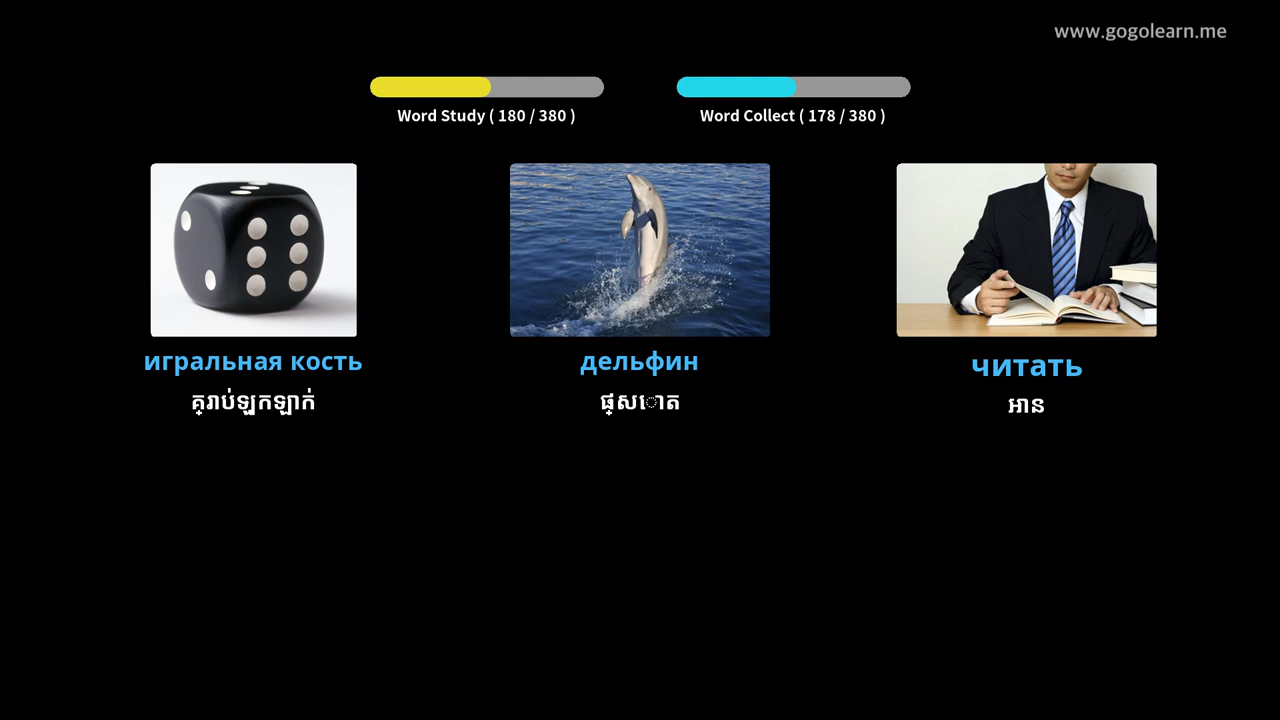 www.gogolearn.me
Word Study ( 180 / 380 )
Word Collect ( 178 / 380 )
игральная кость
дельфин
читать
គ្រាប់ឡុកឡាក់
ផ្សោត
អាន